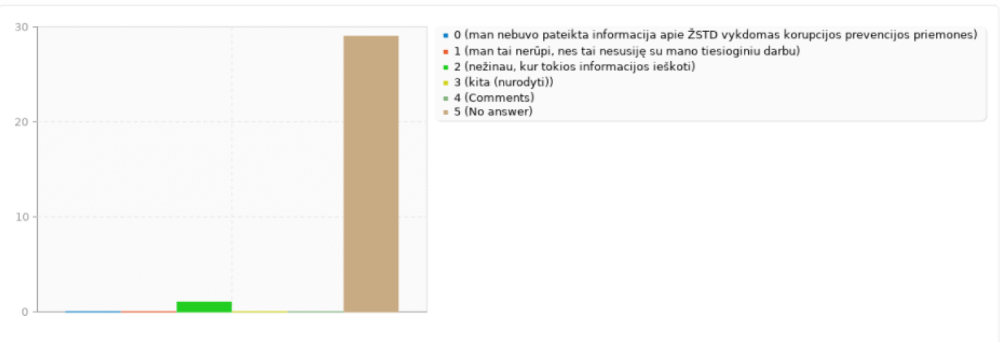 30
20
10
0
0 (man nebuvo pateikta informacija apie ŽSTD vykdomas korupcijos prevencijos priemones)
1 (man tai nerūpi, nes tai nesusiję su mano tiesioginiu darbu)
2 (nežinau, kur tokios informacijos ieškoti)
3 (kita (nurodyti))
4 (Comments)
5 (No answer)